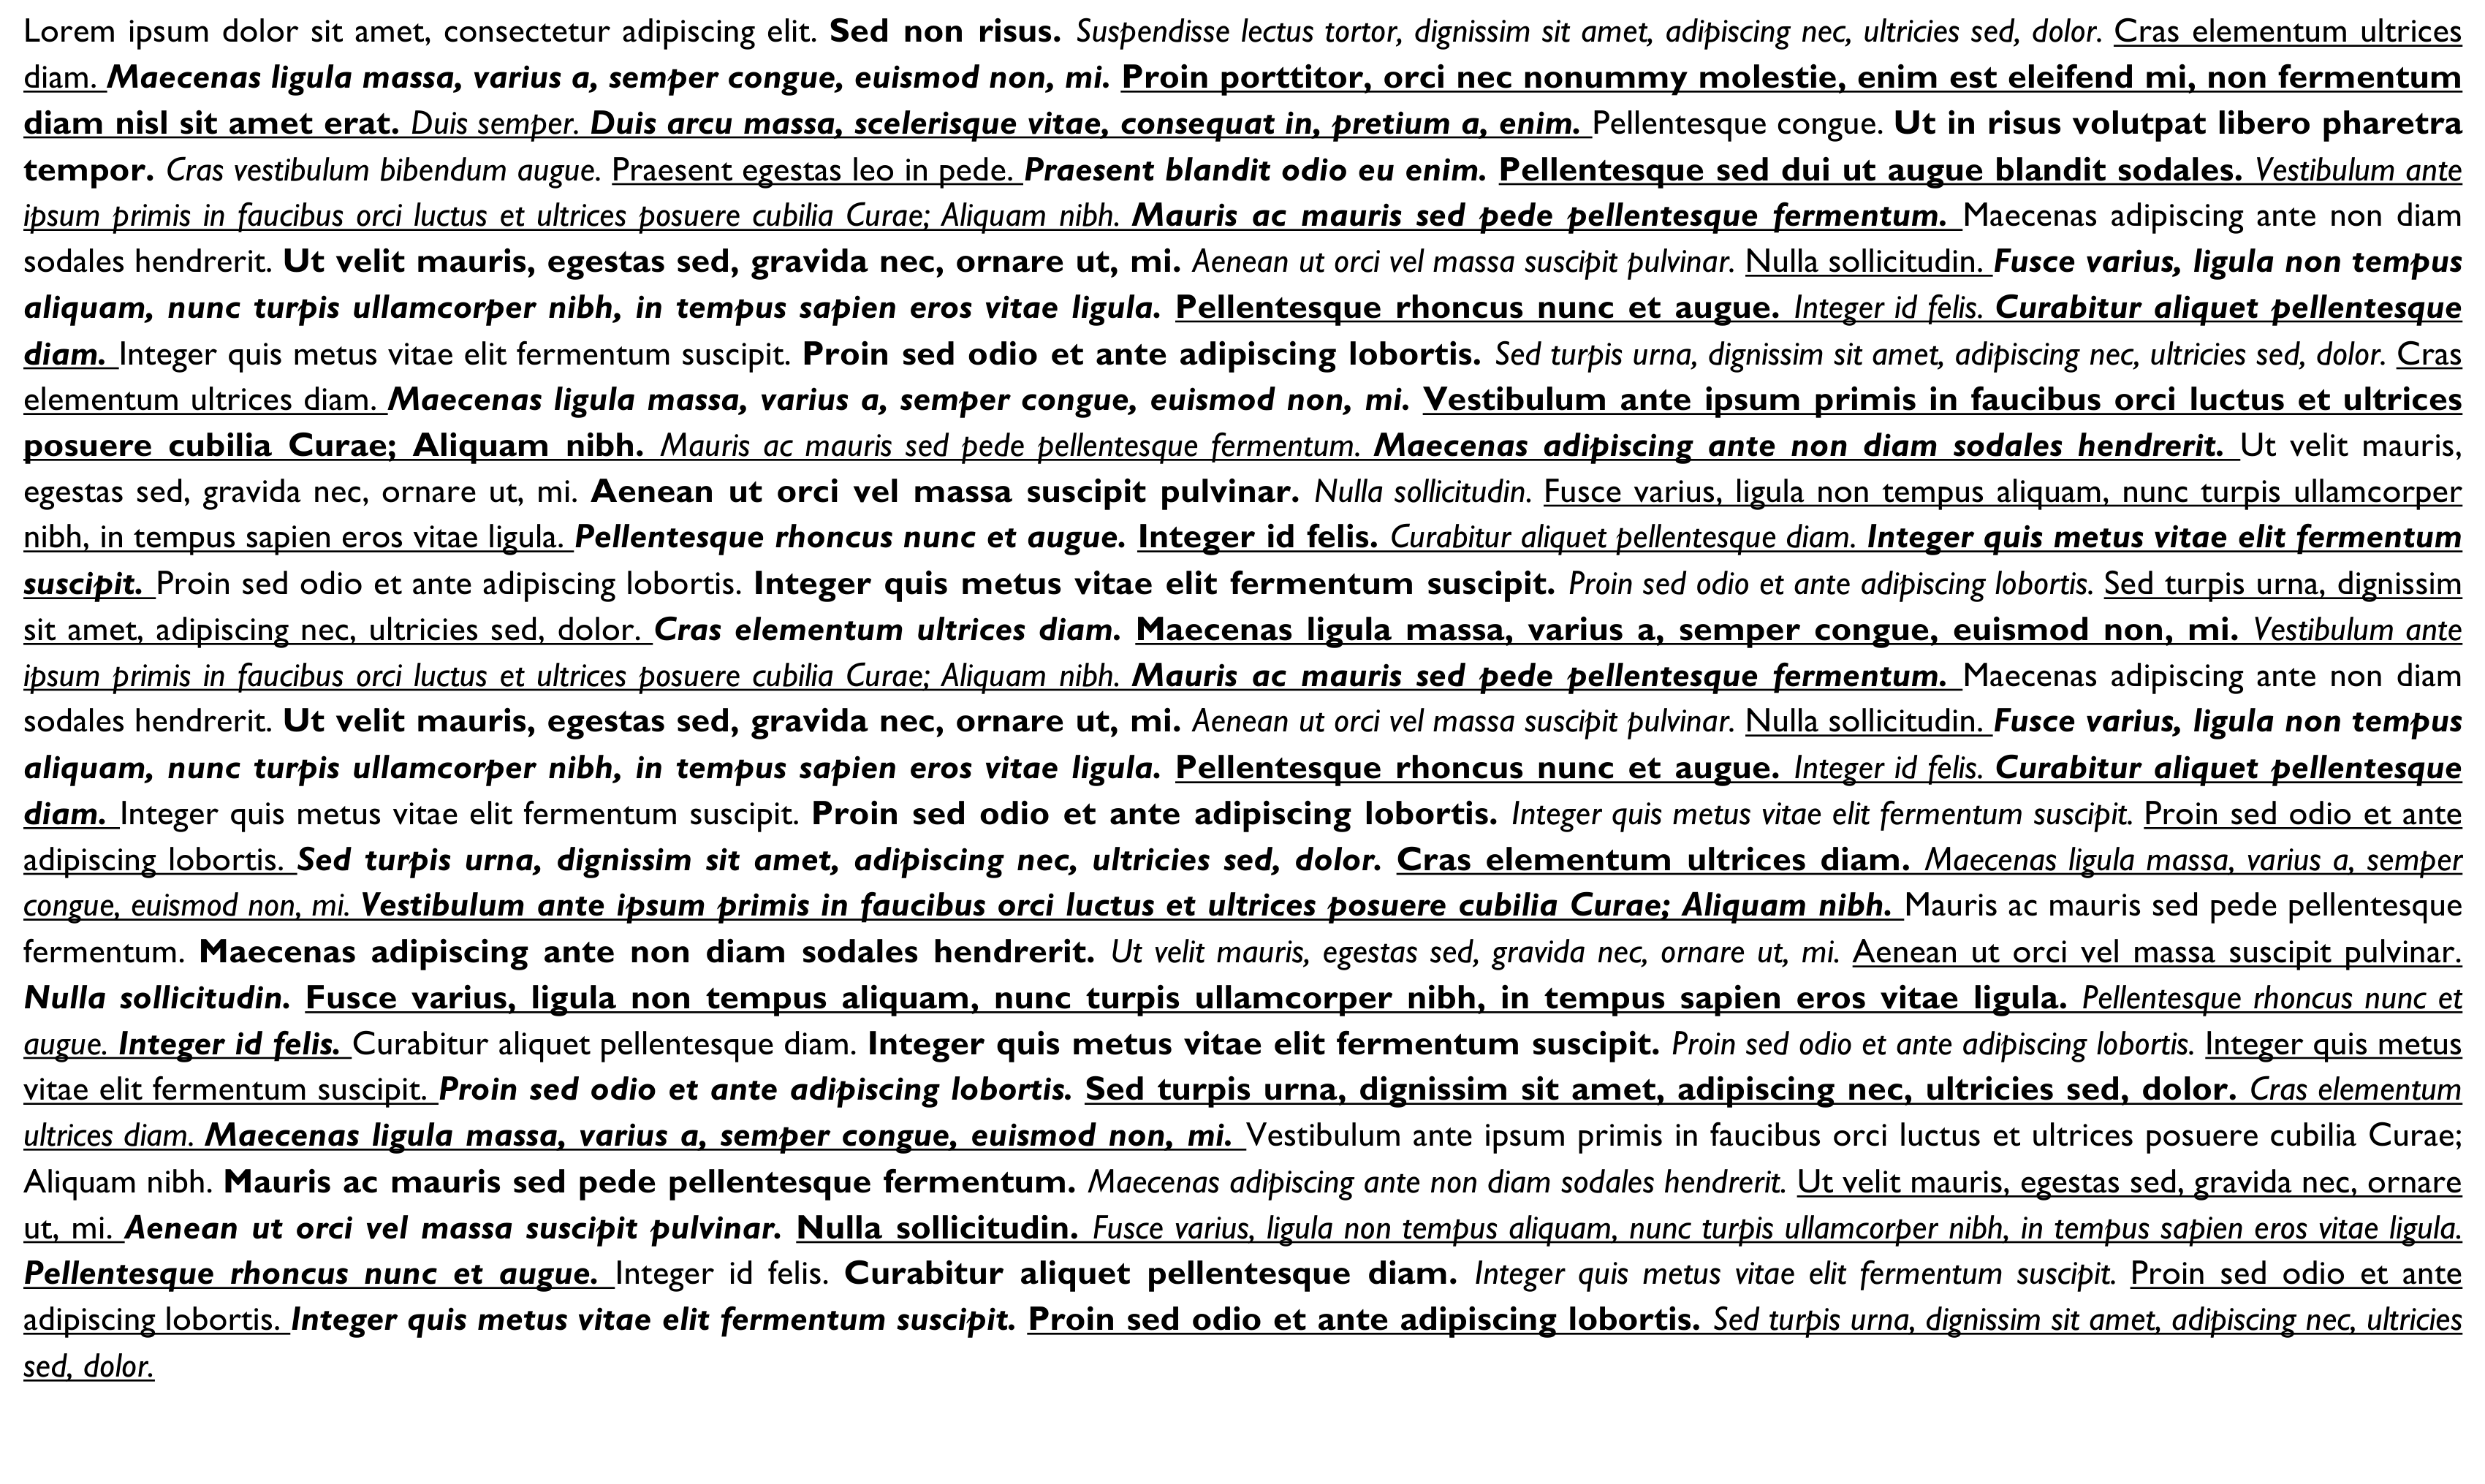 Lorem ipsum dolor sit amet, consectetur adipiscing elit. Sed non risus. Suspendisse lectus tortor, dignissim sit amet, adipiscing nec, ultricies sed, dolor. Cras elementum ultrices
diam. Maecenas ligula massa, varius a, semper congue, euismod non, mi. Proin porttitor, orci nec nonummy molestie, enim est eleifend mi, non fermentum
diam nisl sit amet erat. Duis semper. Duis arcu massa, scelerisque vitae, consequat in, pretium a, enim. Pellentesque congue. Ut in risus volutpat libero pharetra
tempor. Cras vestibulum bibendum augue. Praesent egestas leo in pede. Praesent blandit odio eu enim. Pellentesque sed dui ut augue blandit sodales. Vestibulum ante
ipsum primis in faucibus orci luctus et ultrices posuere cubilia Curae; Aliquam nibh. Mauris ac mauris sed pede pellentesque fermentum. Maecenas adipiscing ante non diam
sodales hendrerit. Ut velit mauris, egestas sed, gravida nec, ornare ut, mi. Aenean ut orci vel massa suscipit pulvinar. Nulla sollicitudin. Fusce varius, ligula non tempus
aliquam, nunc turpis ullamcorper nibh, in tempus sapien eros vitae ligula. Pellentesque rhoncus nunc et augue. Integer id felis. Curabitur aliquet pellentesque
diam. Integer quis metus vitae elit fermentum suscipit. Proin sed odio et ante adipiscing lobortis. Sed turpis urna, dignissim sit amet, adipiscing nec, ultricies sed, dolor. Cras
elementum ultrices diam. Maecenas ligula massa, varius a, semper congue, euismod non, mi. Vestibulum ante ipsum primis in faucibus orci luctus et ultrices
posuere cubilia Curae; Aliquam nibh. Mauris ac mauris sed pede pellentesque fermentum. Maecenas adipiscing ante non diam sodales hendrerit. Ut velit mauris,
egestas sed, gravida nec, ornare ut, mi. Aenean ut orci vel massa suscipit pulvinar. Nulla sollicitudin. Fusce varius, ligula non tempus aliquam, nunc turpis ullamcorper
nibh, in tempus sapien eros vitae ligula. Pellentesque rhoncus nunc et augue. Integer id felis. Curabitur aliquet pellentesque diam. Integer quis metus vitae elit fermentum
suscipit. Proin sed odio et ante adipiscing lobortis. Integer quis metus vitae elit fermentum suscipit. Proin sed odio et ante adipiscing lobortis. Sed turpis urna, dignissim
sit amet, adipiscing nec, ultricies sed, dolor. Cras elementum ultrices diam. Maecenas ligula massa, varius a, semper congue, euismod non, mi. Vestibulum ante
ipsum primis in faucibus orci luctus et ultrices posuere cubilia Curae; Aliquam nibh. Mauris ac mauris sed pede pellentesque fermentum. Maecenas adipiscing ante non diam
sodales hendrerit. Ut velit mauris, egestas sed, gravida nec, ornare ut, mi. Aenean ut orci vel massa suscipit pulvinar. Nulla sollicitudin. Fusce varius, ligula non tempus
aliquam, nunc turpis ullamcorper nibh, in tempus sapien eros vitae ligula. Pellentesque rhoncus nunc et augue. Integer id felis. Curabitur aliquet pellentesque
diam. Integer quis metus vitae elit fermentum suscipit. Proin sed odio et ante adipiscing lobortis. Integer quis metus vitae elit fermentum suscipit. Proin sed odio et ante
adipiscing lobortis. Sed turpis urna, dignissim sit amet, adipiscing nec, ultricies sed, dolor. Cras elementum ultrices diam. Maecenas ligula massa, varius a, semper
congue, euismod non, mi. Vestibulum ante ipsum primis in faucibus orci luctus et ultrices posuere cubilia Curae; Aliquam nibh. Mauris ac mauris sed pede pellentesque
fermentum. Maecenas adipiscing ante non diam sodales hendrerit. Ut velit mauris, egestas sed, gravida nec, ornare ut, mi. Aenean ut orci vel massa suscipit pulvinar.
Nulla sollicitudin. Fusce varius, ligula non tempus aliquam, nunc turpis ullamcorper nibh, in tempus sapien eros vitae ligula. Pellentesque rhoncus nunc et
augue. Integer id felis. Curabitur aliquet pellentesque diam. Integer quis metus vitae elit fermentum suscipit. Proin sed odio et ante adipiscing lobortis. Integer quis metus
vitae elit fermentum suscipit. Proin sed odio et ante adipiscing lobortis. Sed turpis urna, dignissim sit amet, adipiscing nec, ultricies sed, dolor. Cras elementum
ultrices diam. Maecenas ligula massa, varius a, semper congue, euismod non, mi. Vestibulum ante ipsum primis in faucibus orci luctus et ultrices posuere cubilia Curae;
Aliquam nibh. Mauris ac mauris sed pede pellentesque fermentum. Maecenas adipiscing ante non diam sodales hendrerit. Ut velit mauris, egestas sed, gravida nec, ornare
ut, mi. Aenean ut orci vel massa suscipit pulvinar. Nulla sollicitudin. Fusce varius, ligula non tempus aliquam, nunc turpis ullamcorper nibh, in tempus sapien eros vitae ligula.
Pellentesque rhoncus nunc et augue. Integer id felis. Curabitur aliquet pellentesque diam. Integer quis metus vitae elit fermentum suscipit. Proin sed odio et ante
adipiscing lobortis. Integer quis metus vitae elit fermentum suscipit. Proin sed odio et ante adipiscing lobortis. Sed turpis urna, dignissim sit amet, adipiscing nec, ultricies
sed, dolor.